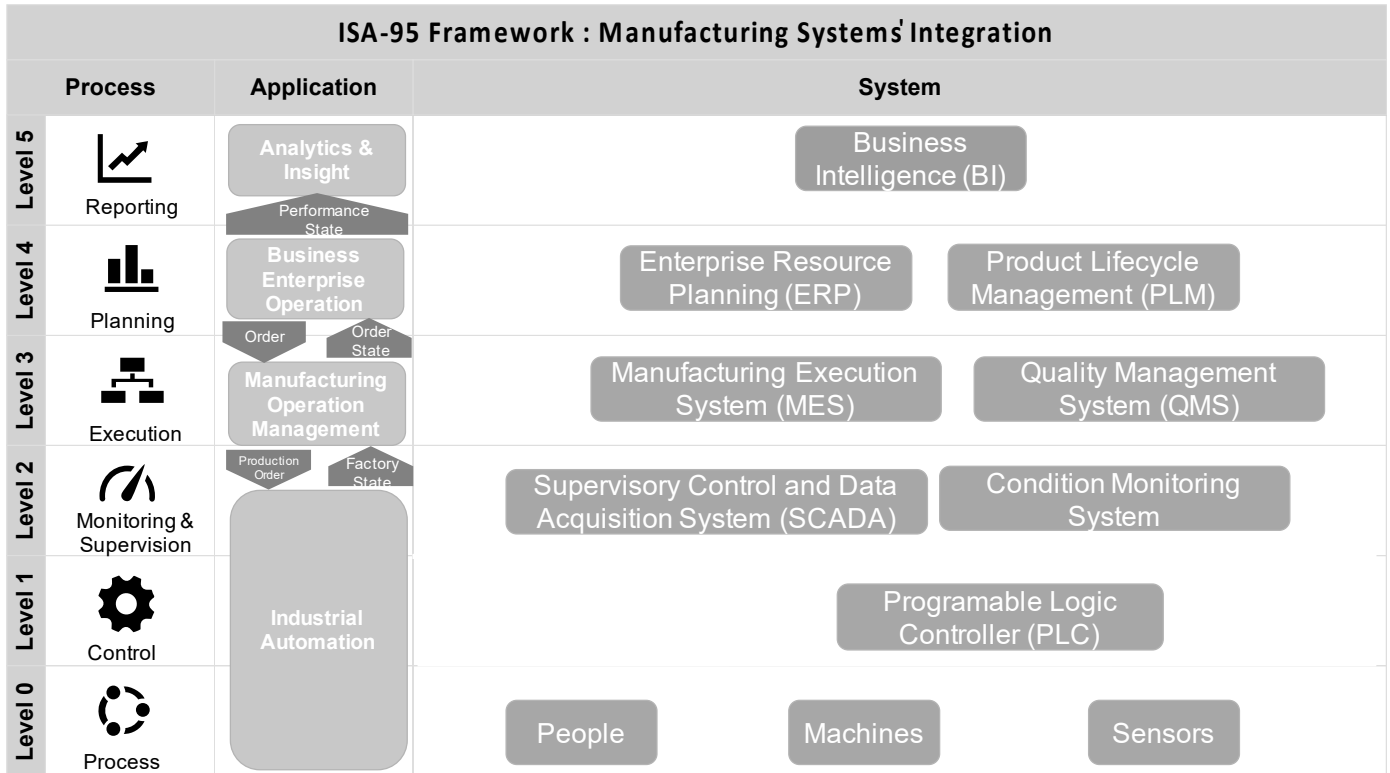 ISA-95 Framework : Manufacturing Systems' Integration
Process
Application
System
Level 5
Reporting
Analytics &
Insight
Business
Intelligence (BI)
Performance
State
Level 4
Planning
Business
Enterprise
Operation
Enterprise Resource
Planning (ERP)
Product Lifecycle
Management (PLM)
Order
Order
State
Level 3
Execution
Manufacturing
Operation
Management
Manufacturing Execution
System (MES)
Quality Management
System (QMS)
Production
Order
Factory
State
Level 2
Monitoring &
Supervision
Supervisory Control and Data
Acquisition System (SCADA)
Condition Monitoring
System
Level 1
Control
Industrial
Automation
Programable Logic
Controller (PLC)
Level 0
Process
People
Machines
Sensors